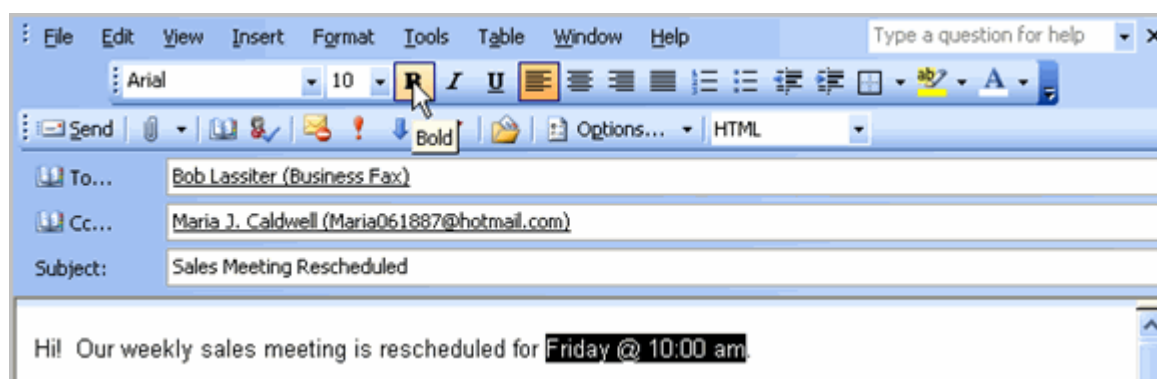 File Edit View Insert Format Tools Table Window Help Type a question for help
Arial 10 B I U A
Send Options... HTML
Bold
To... Bob Lassiter (Business Fax)
Cc... Maria J. Caldwell (Maria061887@hotmail.com)
Subject: Sales Meeting Rescheduled
Hi! Our weekly sales meeting is rescheduled for Friday @ 10:00 am.